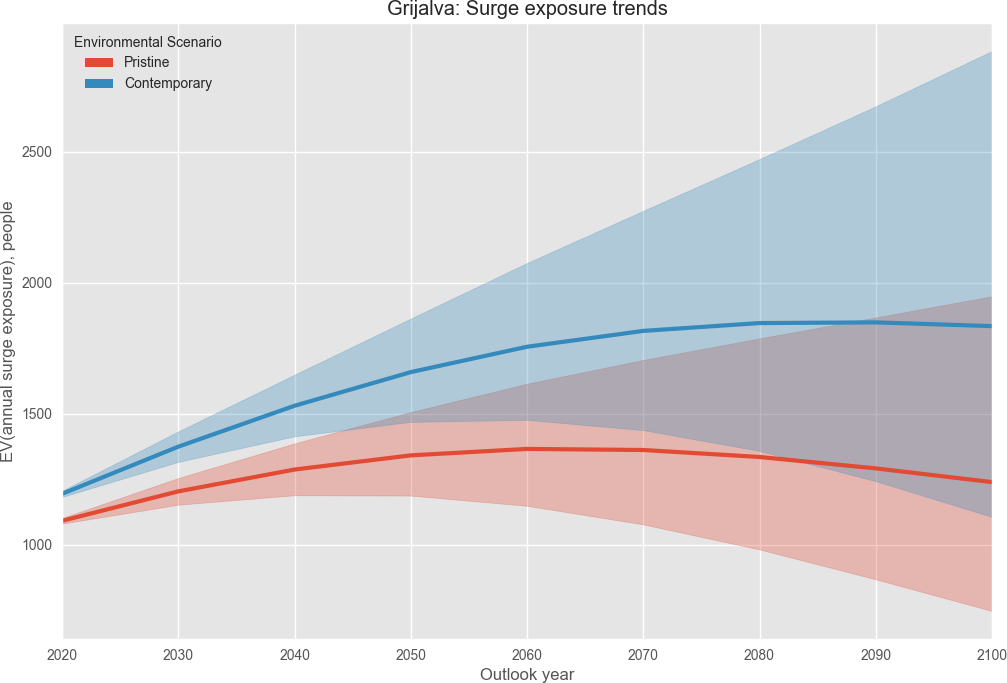 Grijalva: Surge exposure trends
Environmental Scenario
Pristine
Contemporary
EV(annual surge exposure), people
2500
2000
1500
1000
2020 2030 2040 2050 2060 2070 2080 2090 2100
Outlook year